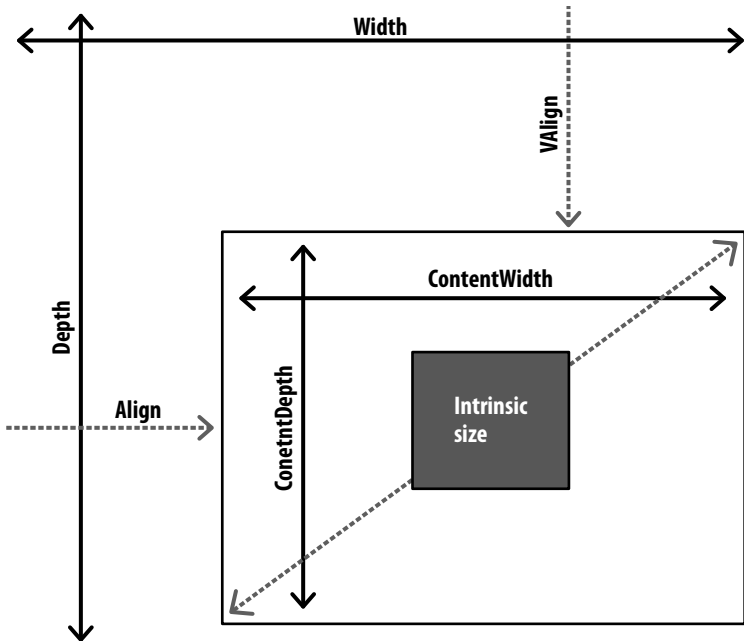 Width
VAlign
Depth
ContentWidth
Align
ConetntDepth
Intrinsic
size